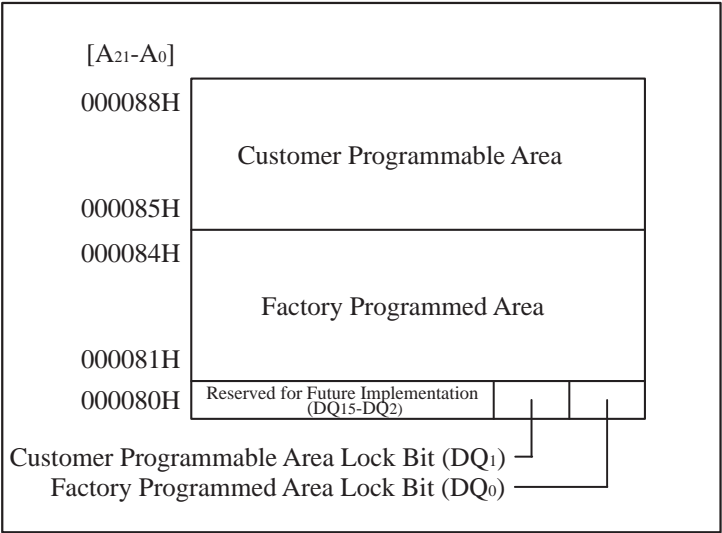 [A21-A0]
000088H
Customer Programmable Area
000085H
000084H
Factory Programmed Area
000081H
000080H
Reserved for Future Implementation
(DQ15-DQ2)
Customer Programmable Area Lock Bit (DQ1)
Factory Programmed Area Lock Bit (DQ0)